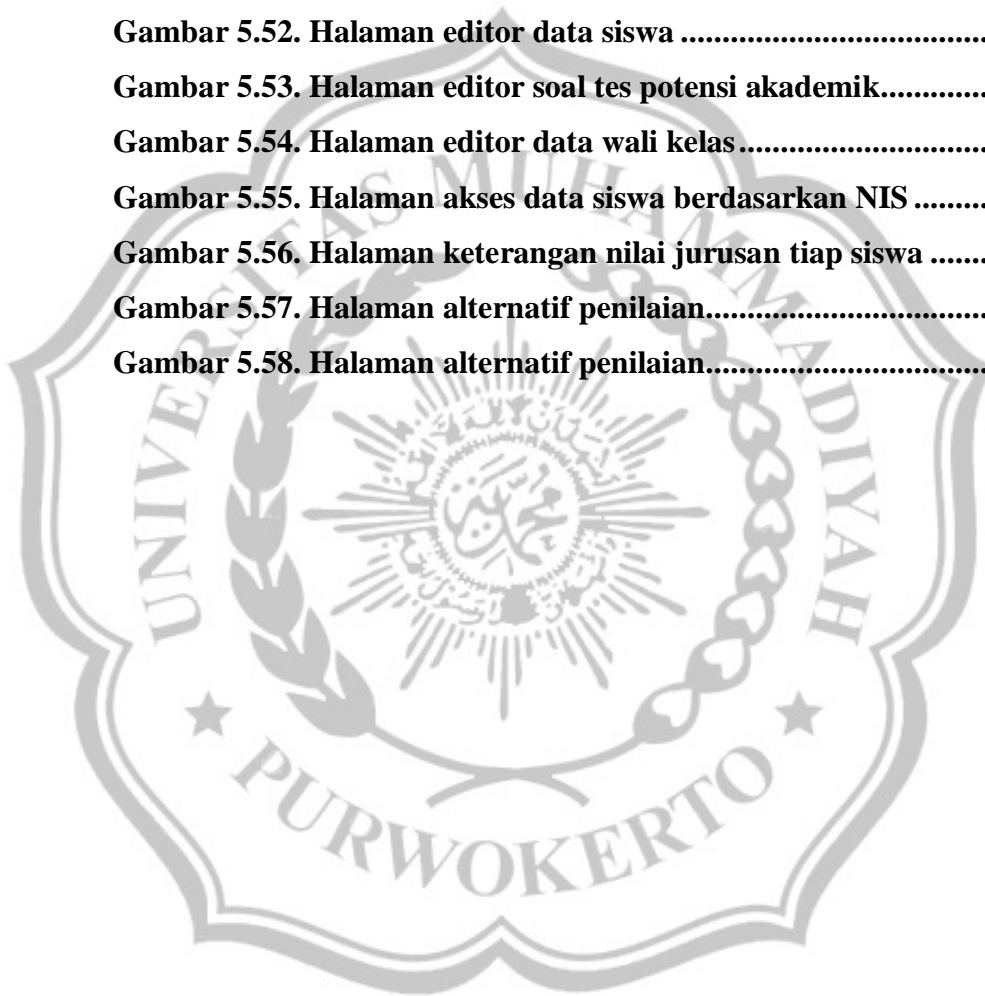 Gambar 5.52. Halaman editor data siswa ...................................
Gambar 5.53. Halaman editor soal tes potensi akademik.............
Gambar 5.54. Halaman editor data wali kelas............................
Gambar 5.55. Halaman akses data siswa berdasarkan NIS .........
Gambar 5.56. Halaman keterangan nilai jurusan tiap siswa .......
Gambar 5.57. Halaman alternatif penilaian................................
Gambar 5.58. Halaman alternatif penilaian................................
UNIVERSITAS MUHAMMADIYAH
PURWOKERTO